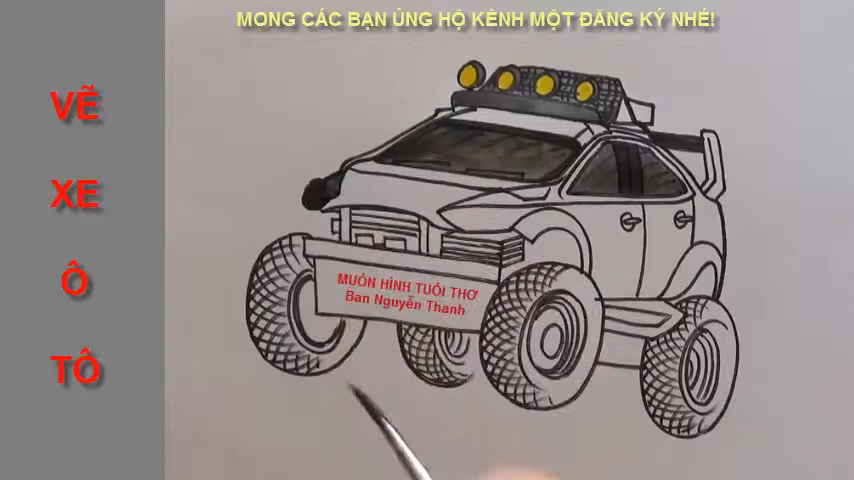 MONG CÁC BẠN ỦNG HỘ KÊNH MỘT ĐĂNG KÝ NHÉ!
VẼ
XE
Ô
TÔ
MUÔN HÌNH TUỔI THƠ
Ban Nguyễn Thanh